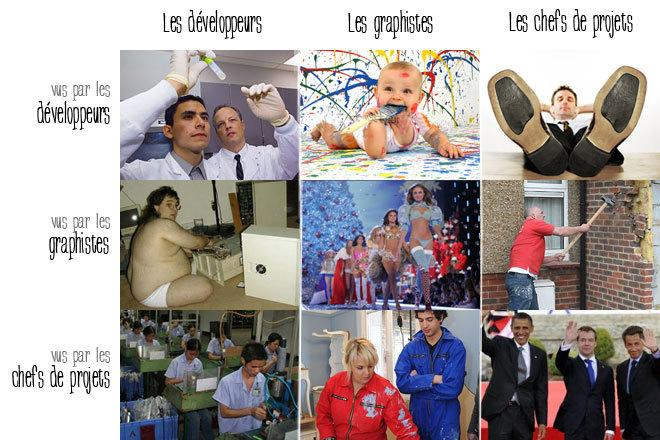 Les développeurs
Les graphistes
Les chefs de projets
vus par les
développeurs
vus par les
graphistes
vus par les
chefs de projets